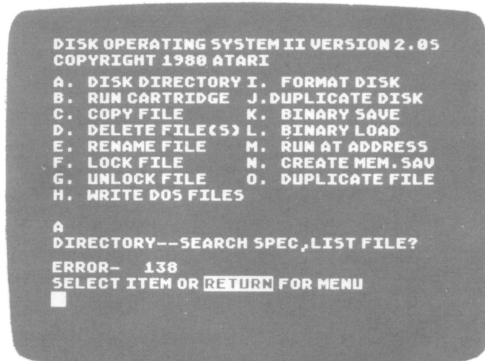 DISK OPERATING SYSTEM II VERSION 2.0S
COPYRIGHT 1980 ATARI
A. DISK DIRECTORY I. FORMAT DISK
B. RUN CARTRIDGE J.DUPLICATE DISK
C. COPY FILE K. BINARY SAVE
D. DELETE FILE(S) L. BINARY LOAD
E. RENAME FILE M. RUN AT ADDRESS
F. LOCK FILE N. CREATE MEM.SAV
G. UNLOCK FILE O. DUPLICATE FILE
H. WRITE DOS FILES
A
DIRECTORY--SEARCH SPEC,LIST FILE?
ERROR- 138
SELECT ITEM OR RETURN FOR MENU